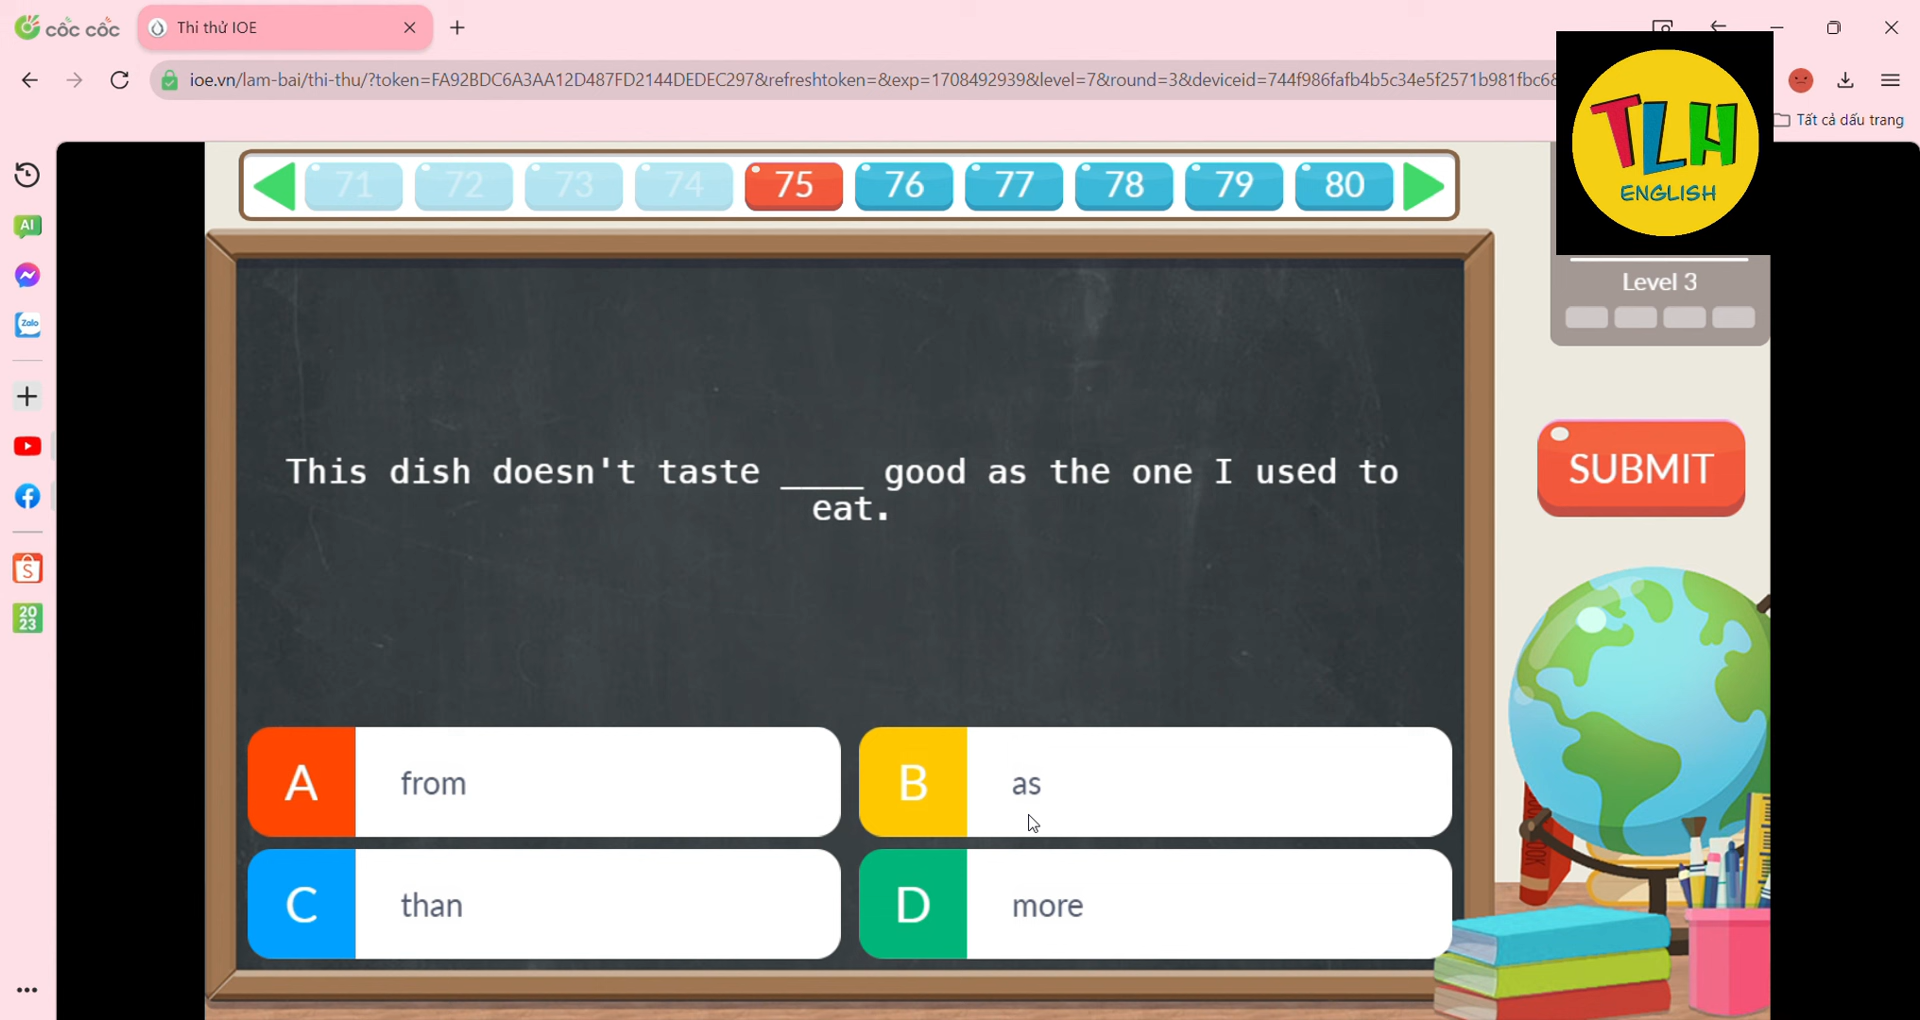 cốc cốc
Thi thử IOE
ioe.vn/lam-bai/thi-thu/?token=FA92BDC6A3AA12D487FD2144DEDEC297&refreshtoken=&exp=1708492939&level=7&round=3&deviceid=744f986fafb4b5c34e5f2571b981fbc6
Tất cả dấu trang
TLH
ENGLISH
71 72 73 74 75 76 77 78 79 80
AI
Zalo
Level 3
This dish doesn't taste ____ good as the one I used to
eat.
SUBMIT
20
23
A from
B as
C than
D more